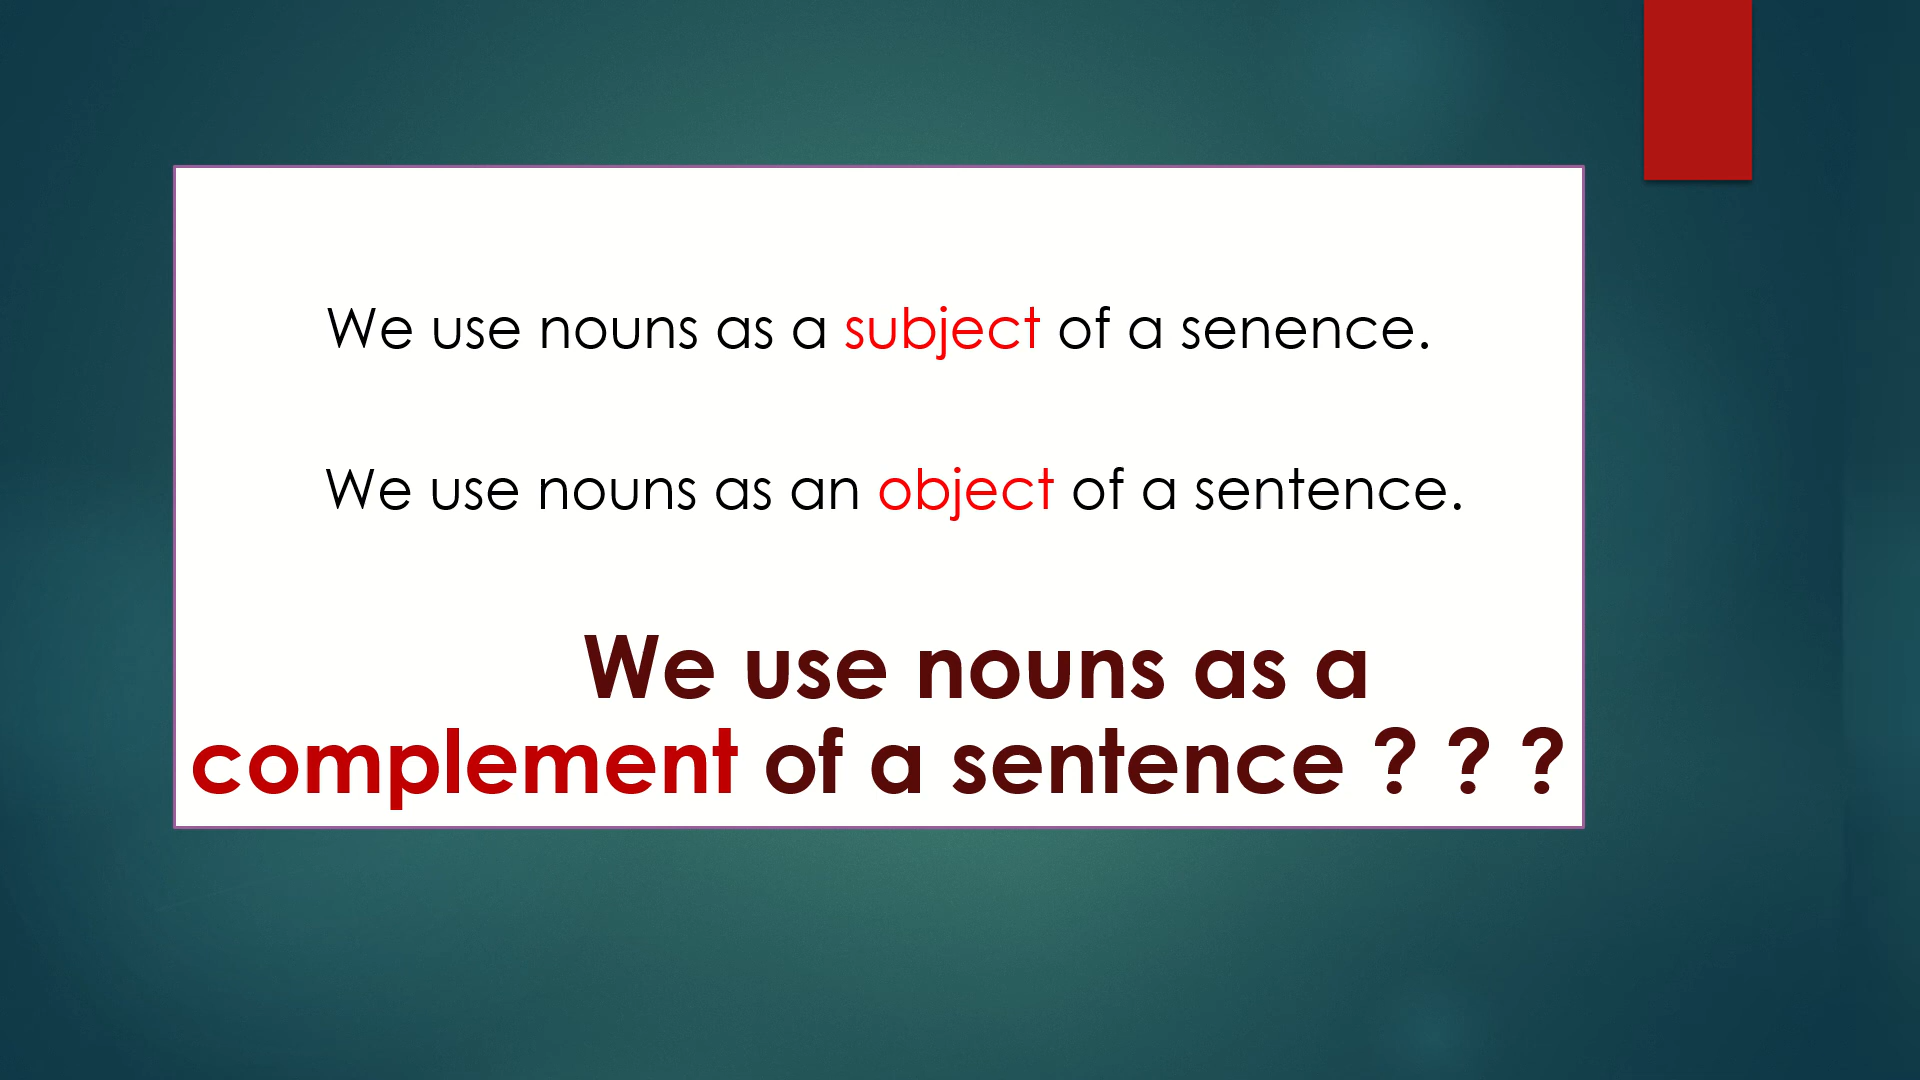 We use nouns as a subject of a senence.
We use nouns as an object of a sentence.
We use nouns as a
complement of a sentence ? ? ?